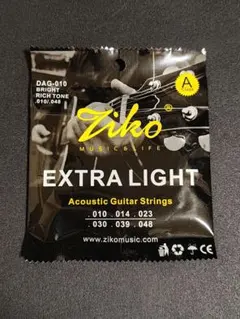 DAG-010
BRIGHT
RICH TONE
.010/.048
A
Ziko®
MUSIC & LIFE
EXTRA LIGHT
Acoustic Guitar Strings
.010 .014 .023
.030 .039 .048
www.zikomusic.com
CE